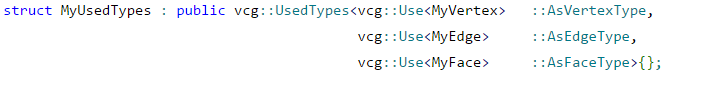 struct MyUsedTypes : public vcg::UsedTypes<vcg::Use<MyVertex>   ::AsVertexType,
                                           vcg::Use<MyEdge>     ::AsEdgeType,
                                           vcg::Use<MyFace>     ::AsFaceType>{};